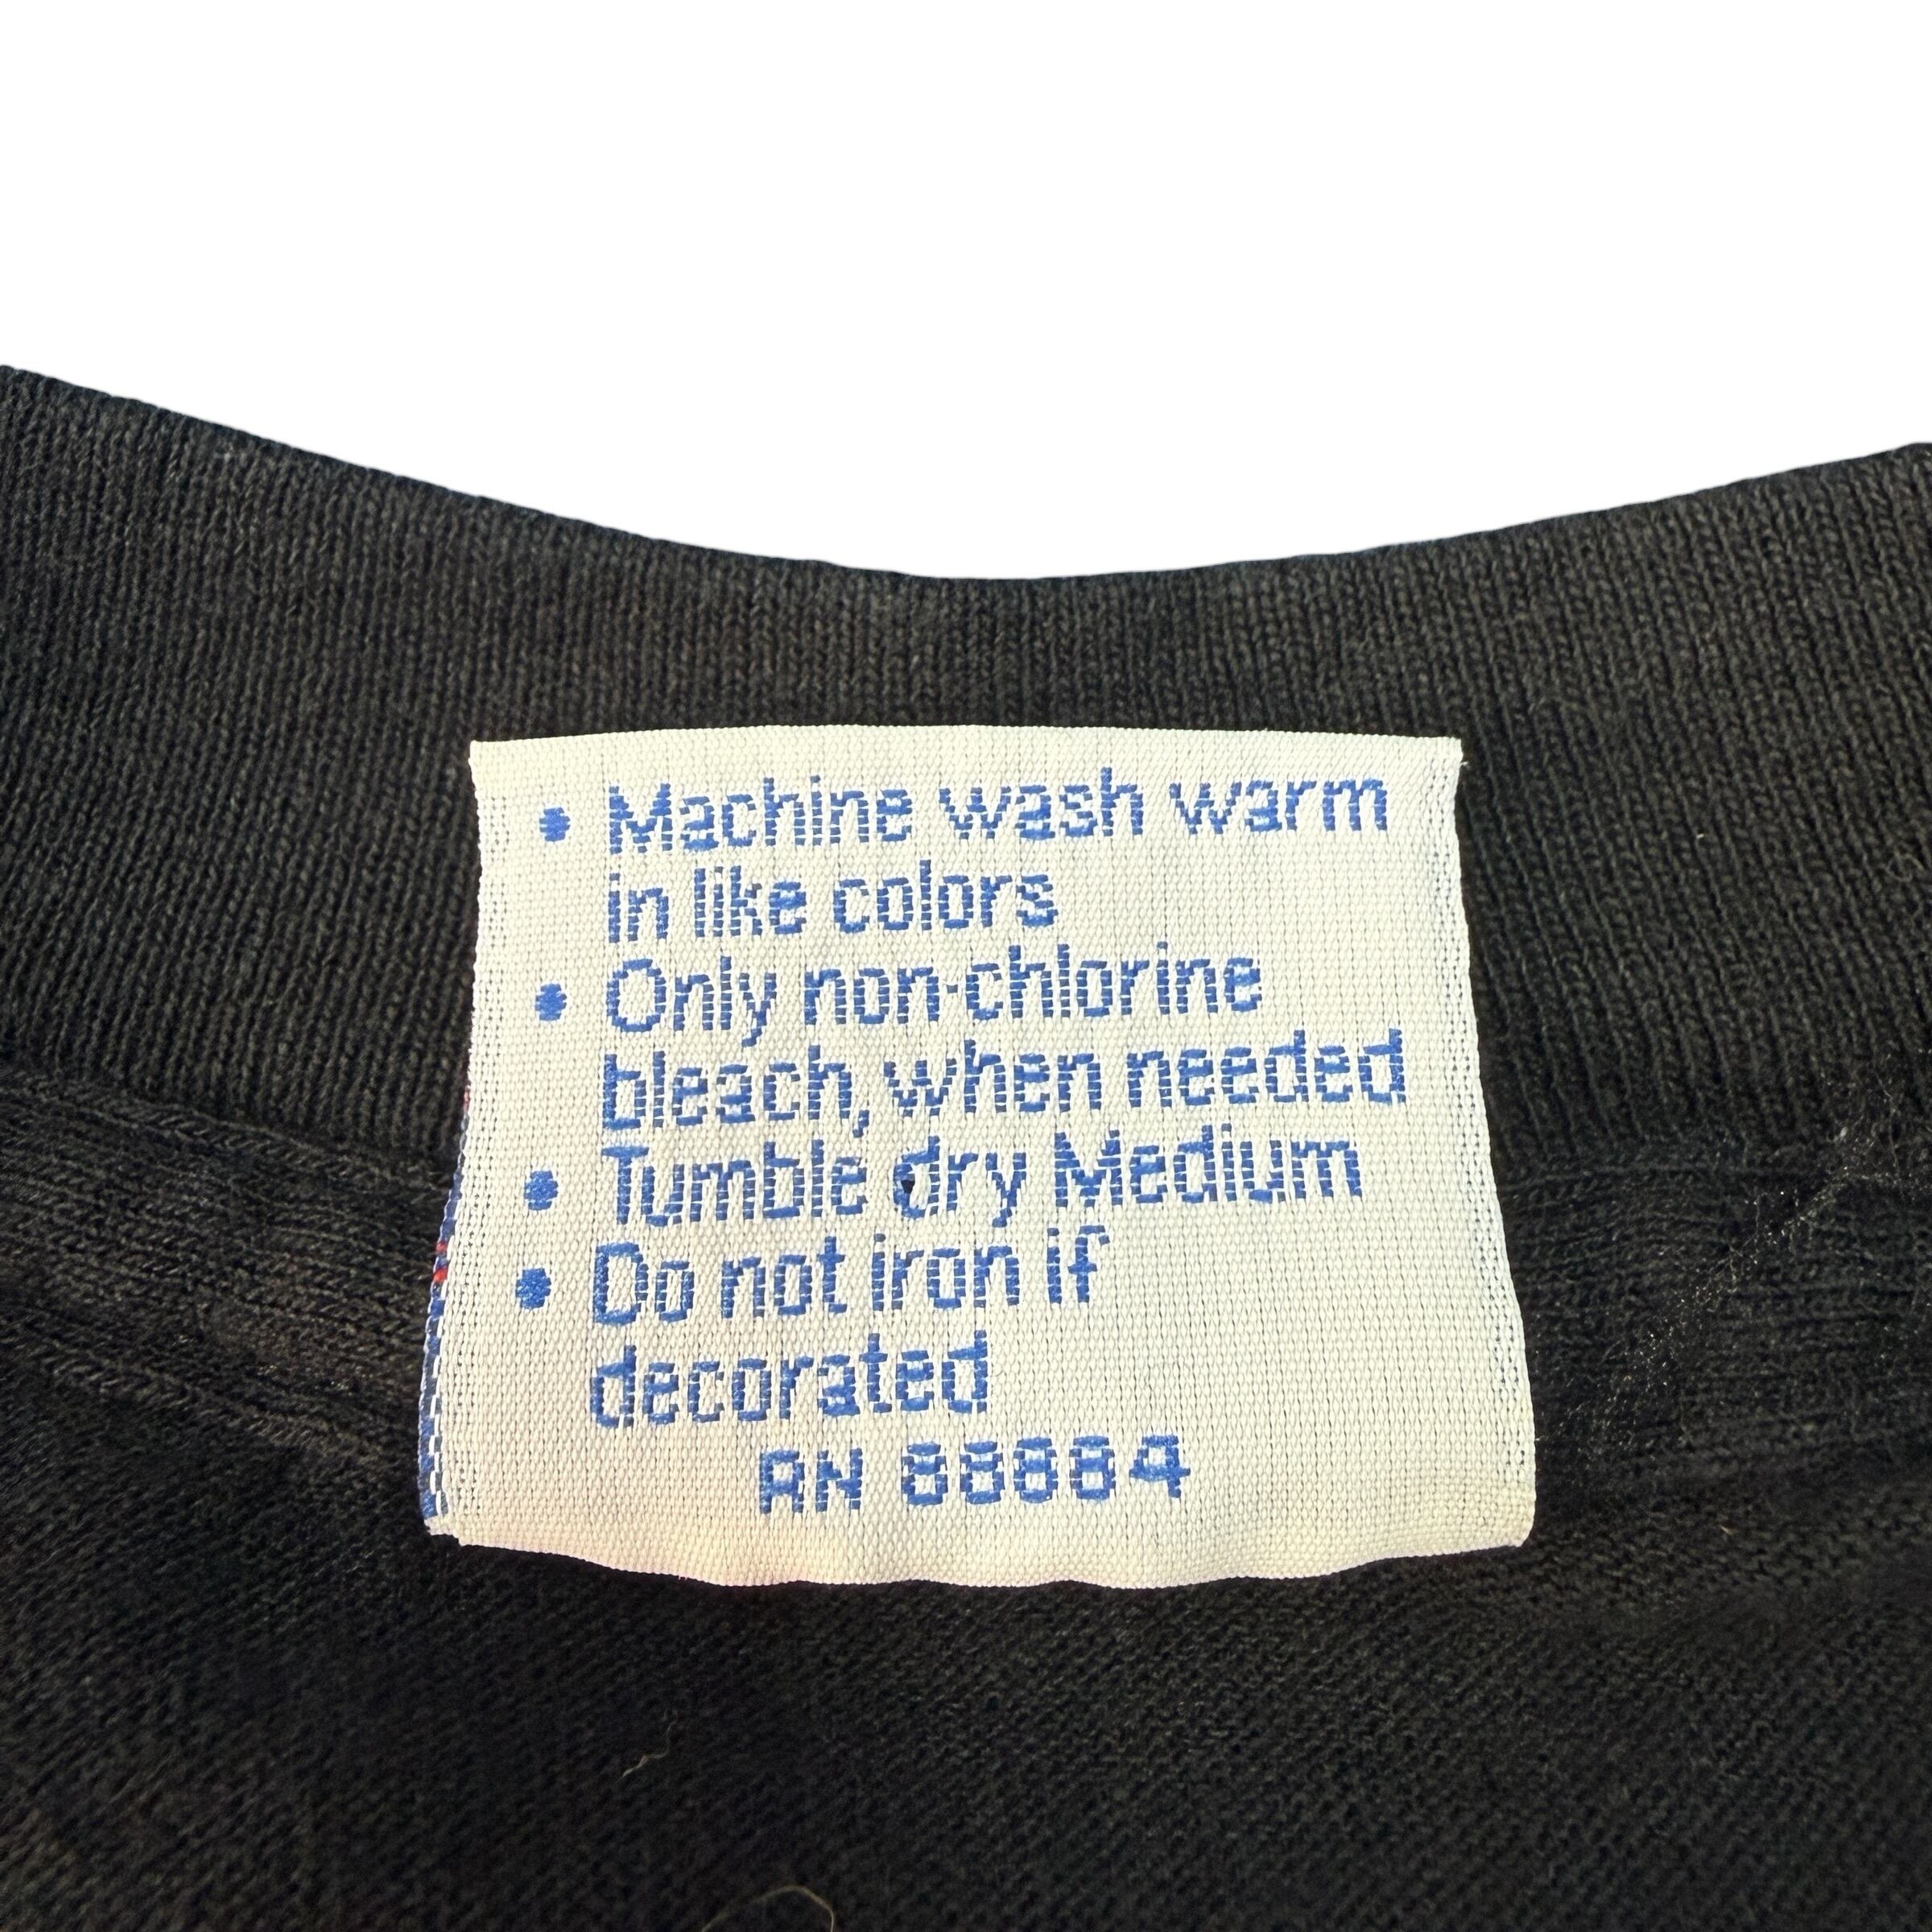 • Machine wash warm
in like colors
• Only non-chlorine
bleach, when needed
• Tumble dry Medium
• Do not iron if
decorated
RN 88884